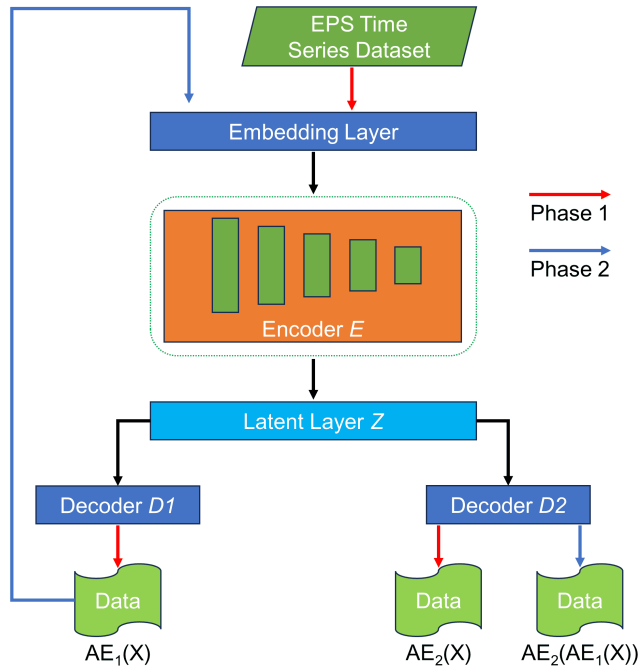 EPS Time
Series Dataset
Embedding Layer
Phase 1
Phase 2
Encoder E
Latent Layer Z
Decoder D1
Decoder D2
Data
Data
Data
AE₁(X)
AE₂(X)
AE₂(AE₁(X))